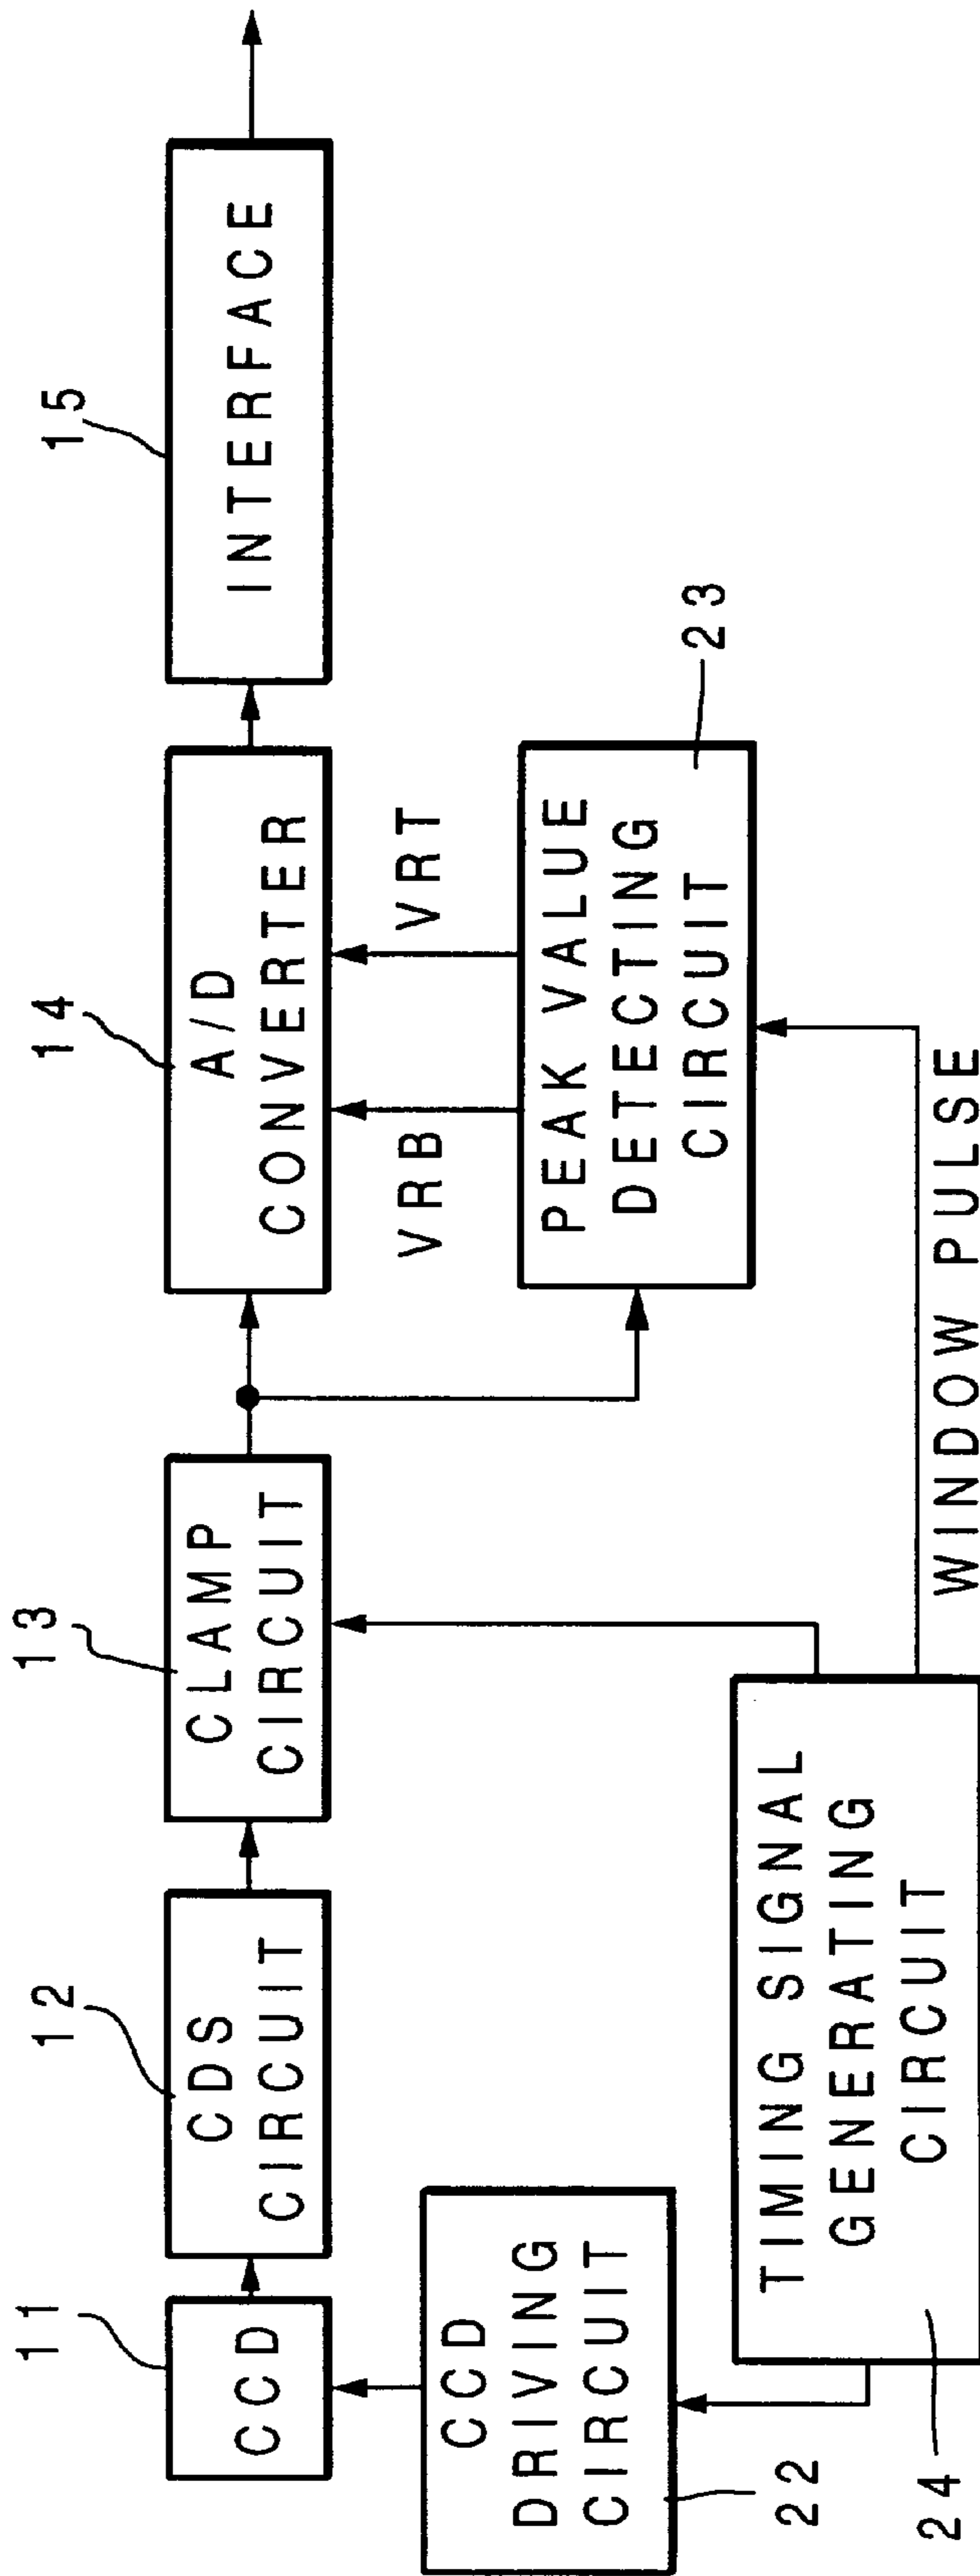 11
CCD
12
CDS
CIRCUIT
13
CLAMP
CIRCUIT
14
A/D
CONVERTER
15
INTERFACE
VRB
VRT
CCD
DRIVING
CIRCUIT
22
PEAK VALUE
DETECTING
CIRCUIT
23
TIMING SIGNAL
GENERATING
CIRCUIT
24
WINDOW PULSE